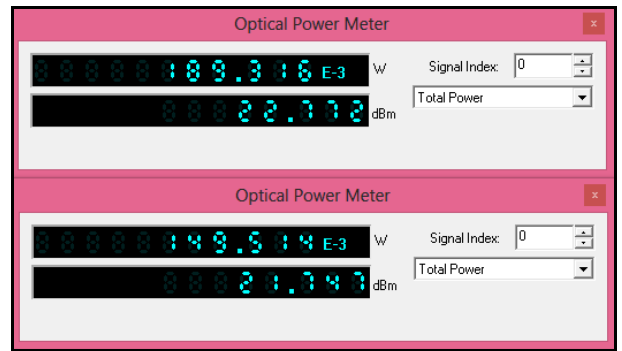 Optical Power Meter
x
189.316 E-3 W Signal Index: 0
22.772 dBm Total Power
Optical Power Meter
x
149.514 E-3 W Signal Index: 0
21.747 dBm Total Power